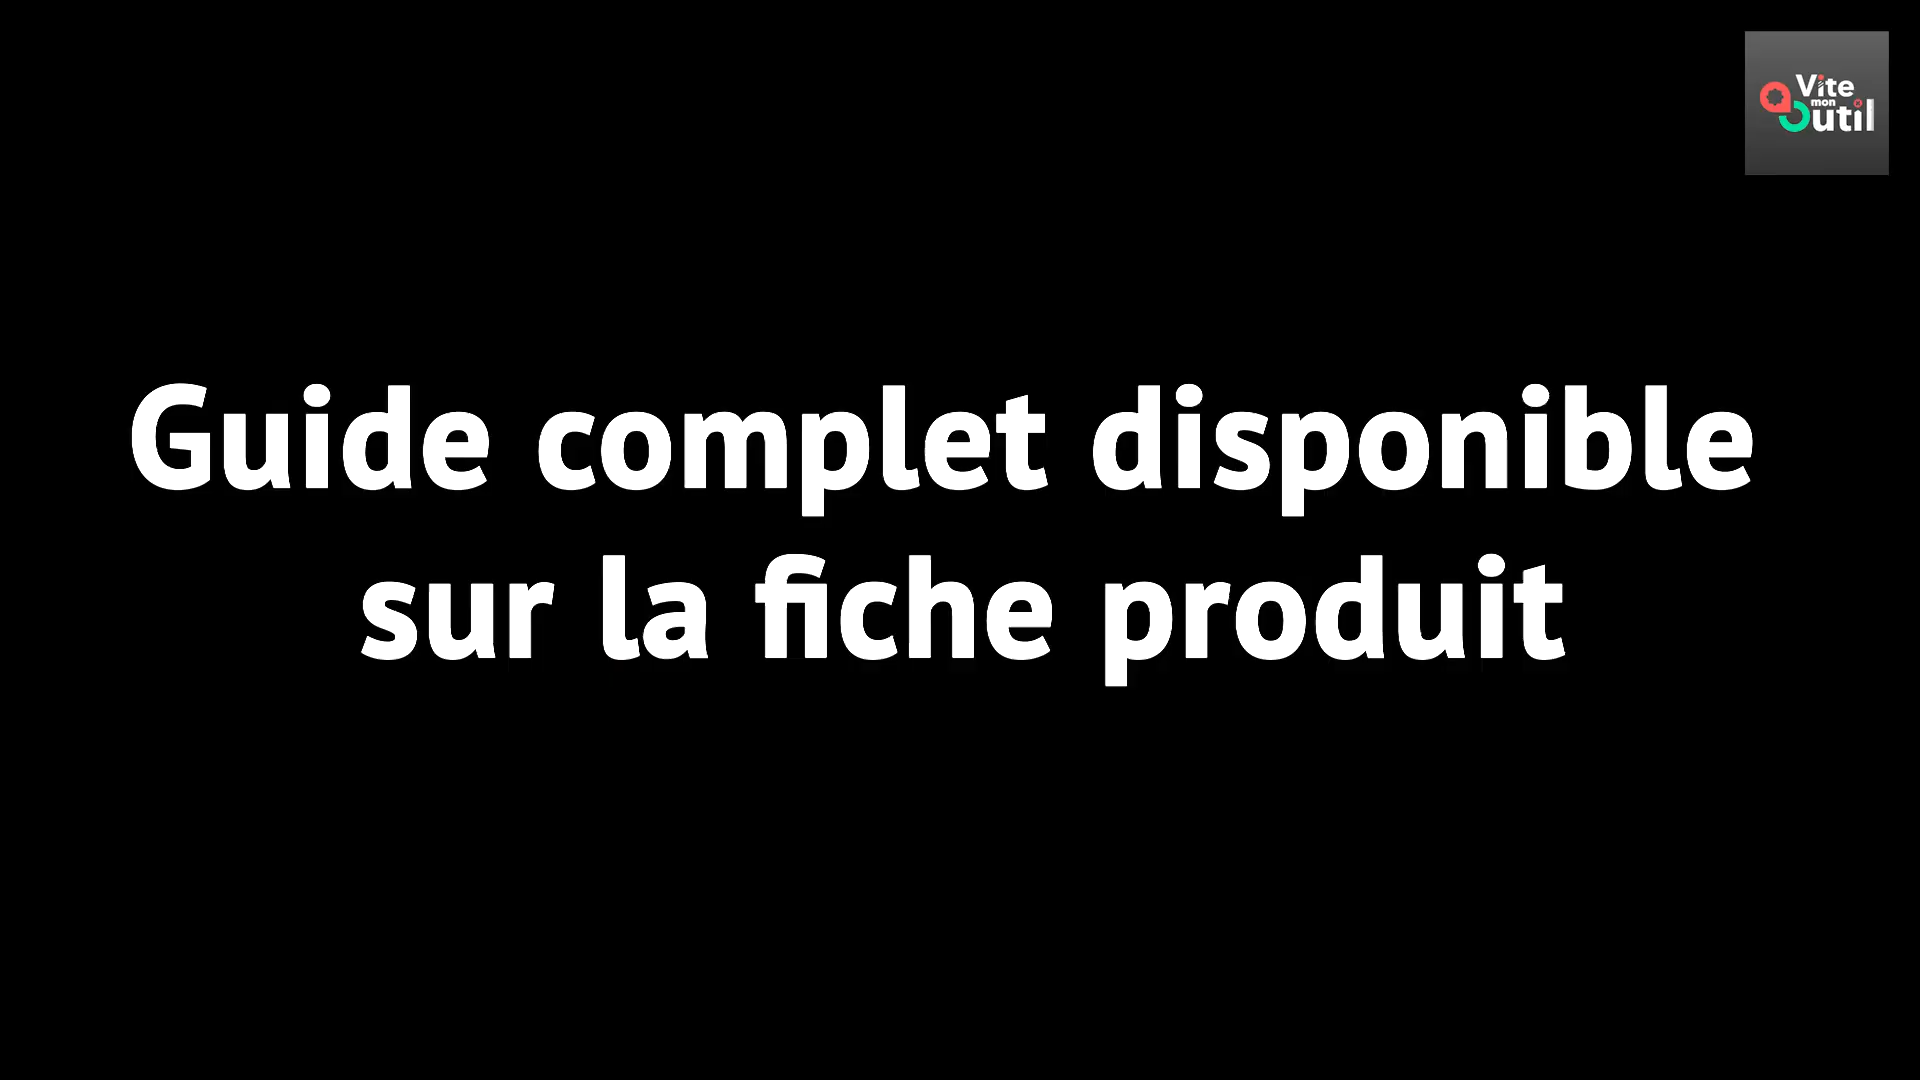 Vite
mon
Outil
Guide complet disponible
sur la fiche produit